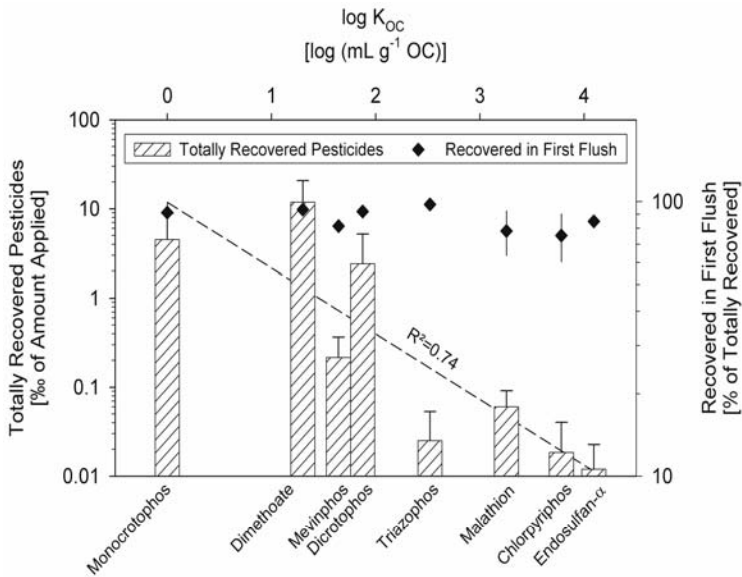 log K_OC
[log (mL g⁻¹ OC)]
0 1 2 3 4
Totally Recovered Pesticides
[‰ of Amount Applied]
100
10
1
0.1
0.01
Totally Recovered Pesticides
Recovered in First Flush
R²=0.74
100
10
Recovered in First Flush
[% of Totally Recovered]
Monocrotophos
Dimethoate
Mevinphos
Dicrotophos
Triazophos
Malathion
Chlorpyriphos
Endosulfan-α